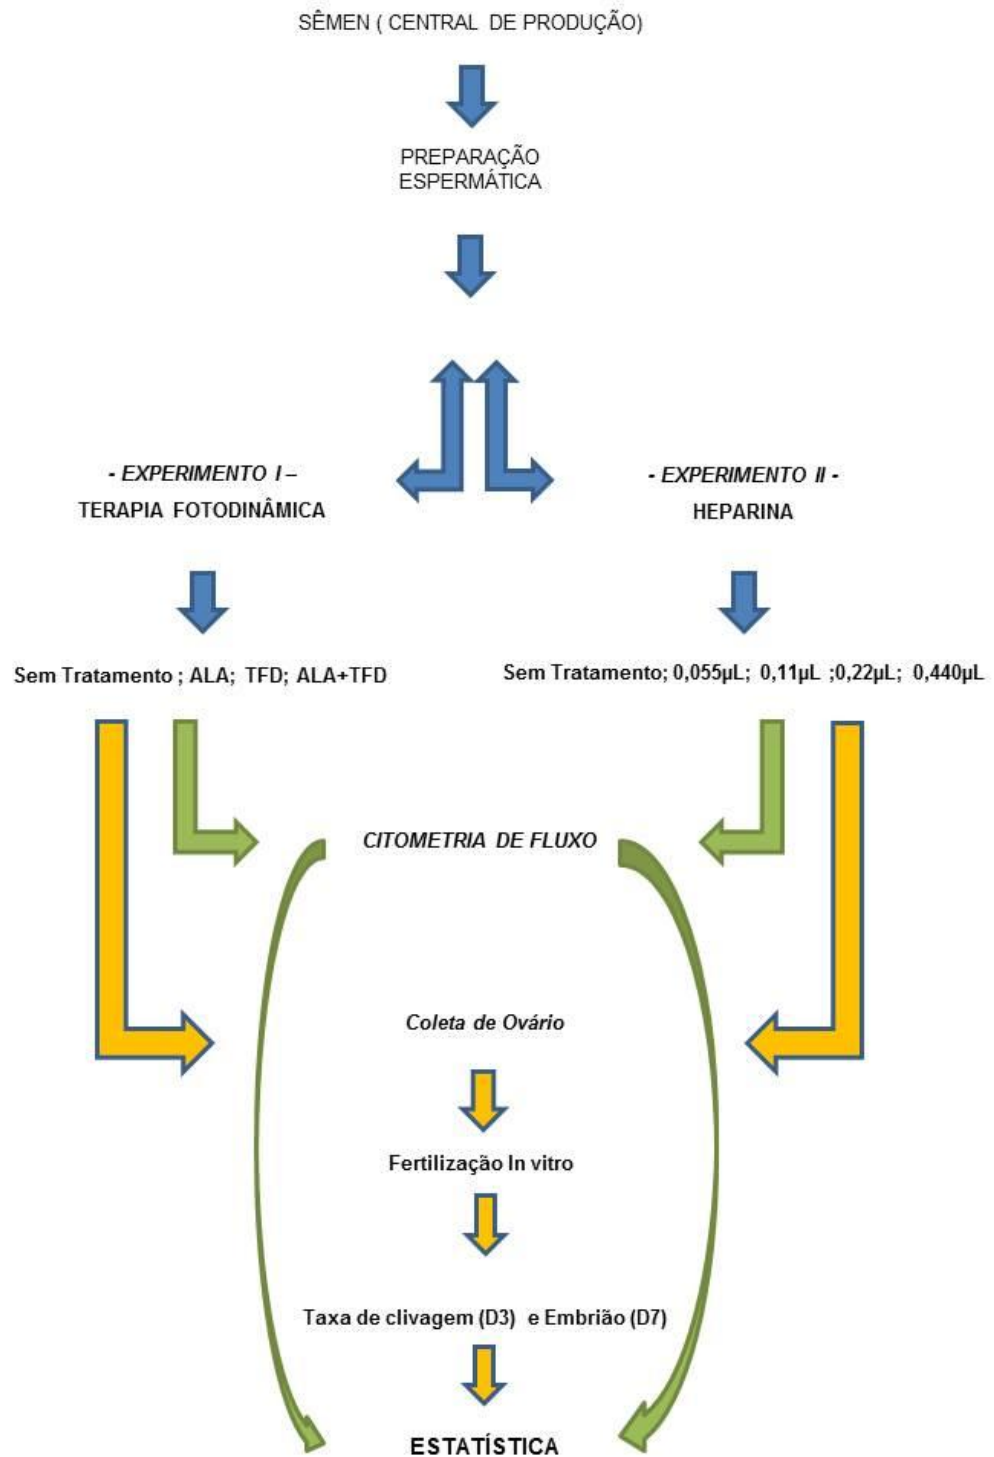 SÊMEN ( CENTRAL DE PRODUÇÃO)
PREPARAÇÃO
ESPERMÁTICA
- EXPERIMENTO I –
TERAPIA FOTODINÂMICA
- EXPERIMENTO II -
HEPARINA
Sem Tratamento ; ALA; TFD; ALA+TFD
Sem Tratamento; 0,055µL; 0,11µL ;0,22µL; 0,440µL
CITOMETRIA DE FLUXO
Coleta de Ovário
Fertilização In vitro
Taxa de clivagem (D3) e Embrião (D7)
ESTATÍSTICA